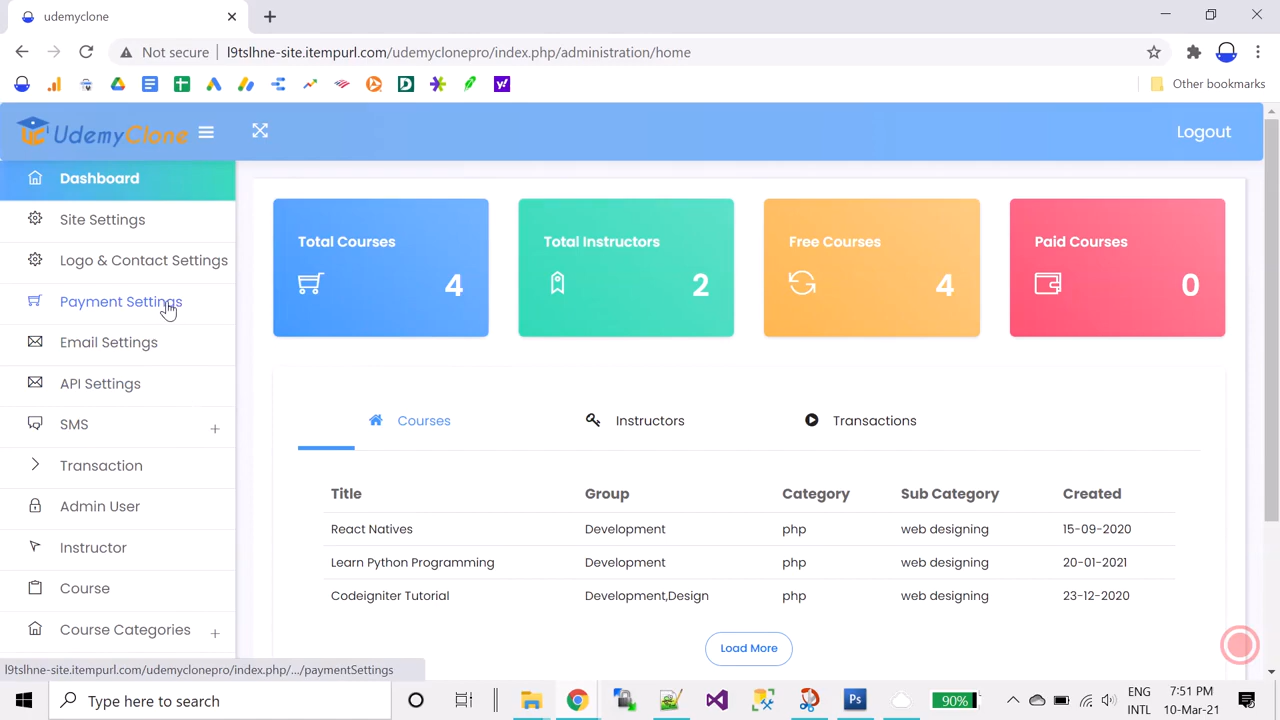 udemyclone
Not secure
l9tslhne-site.itempurl.com/udemyclonepro/index.php/administration/home
Other bookmarks
UdemyClone
Logout
Dashboard
Site Settings
Logo & Contact Settings
Payment Settings
Email Settings
API Settings
SMS
Transaction
Admin User
Instructor
Course
Course Categories
Total Courses
4
Total Instructors
2
Free Courses
4
Paid Courses
0
Courses
Instructors
Transactions
Title Group Category Sub Category Created
React Natives Development php web designing 15-09-2020
Learn Python Programming Development php web designing 20-01-2021
Codeigniter Tutorial Development,Design php web designing 23-12-2020
Load More
l9tslhne-site.itempurl.com/udemyclonepro/index.php/.../paymentSettings
Type here to search
90%
ENG
INTL
7:51 PM
10-Mar-21